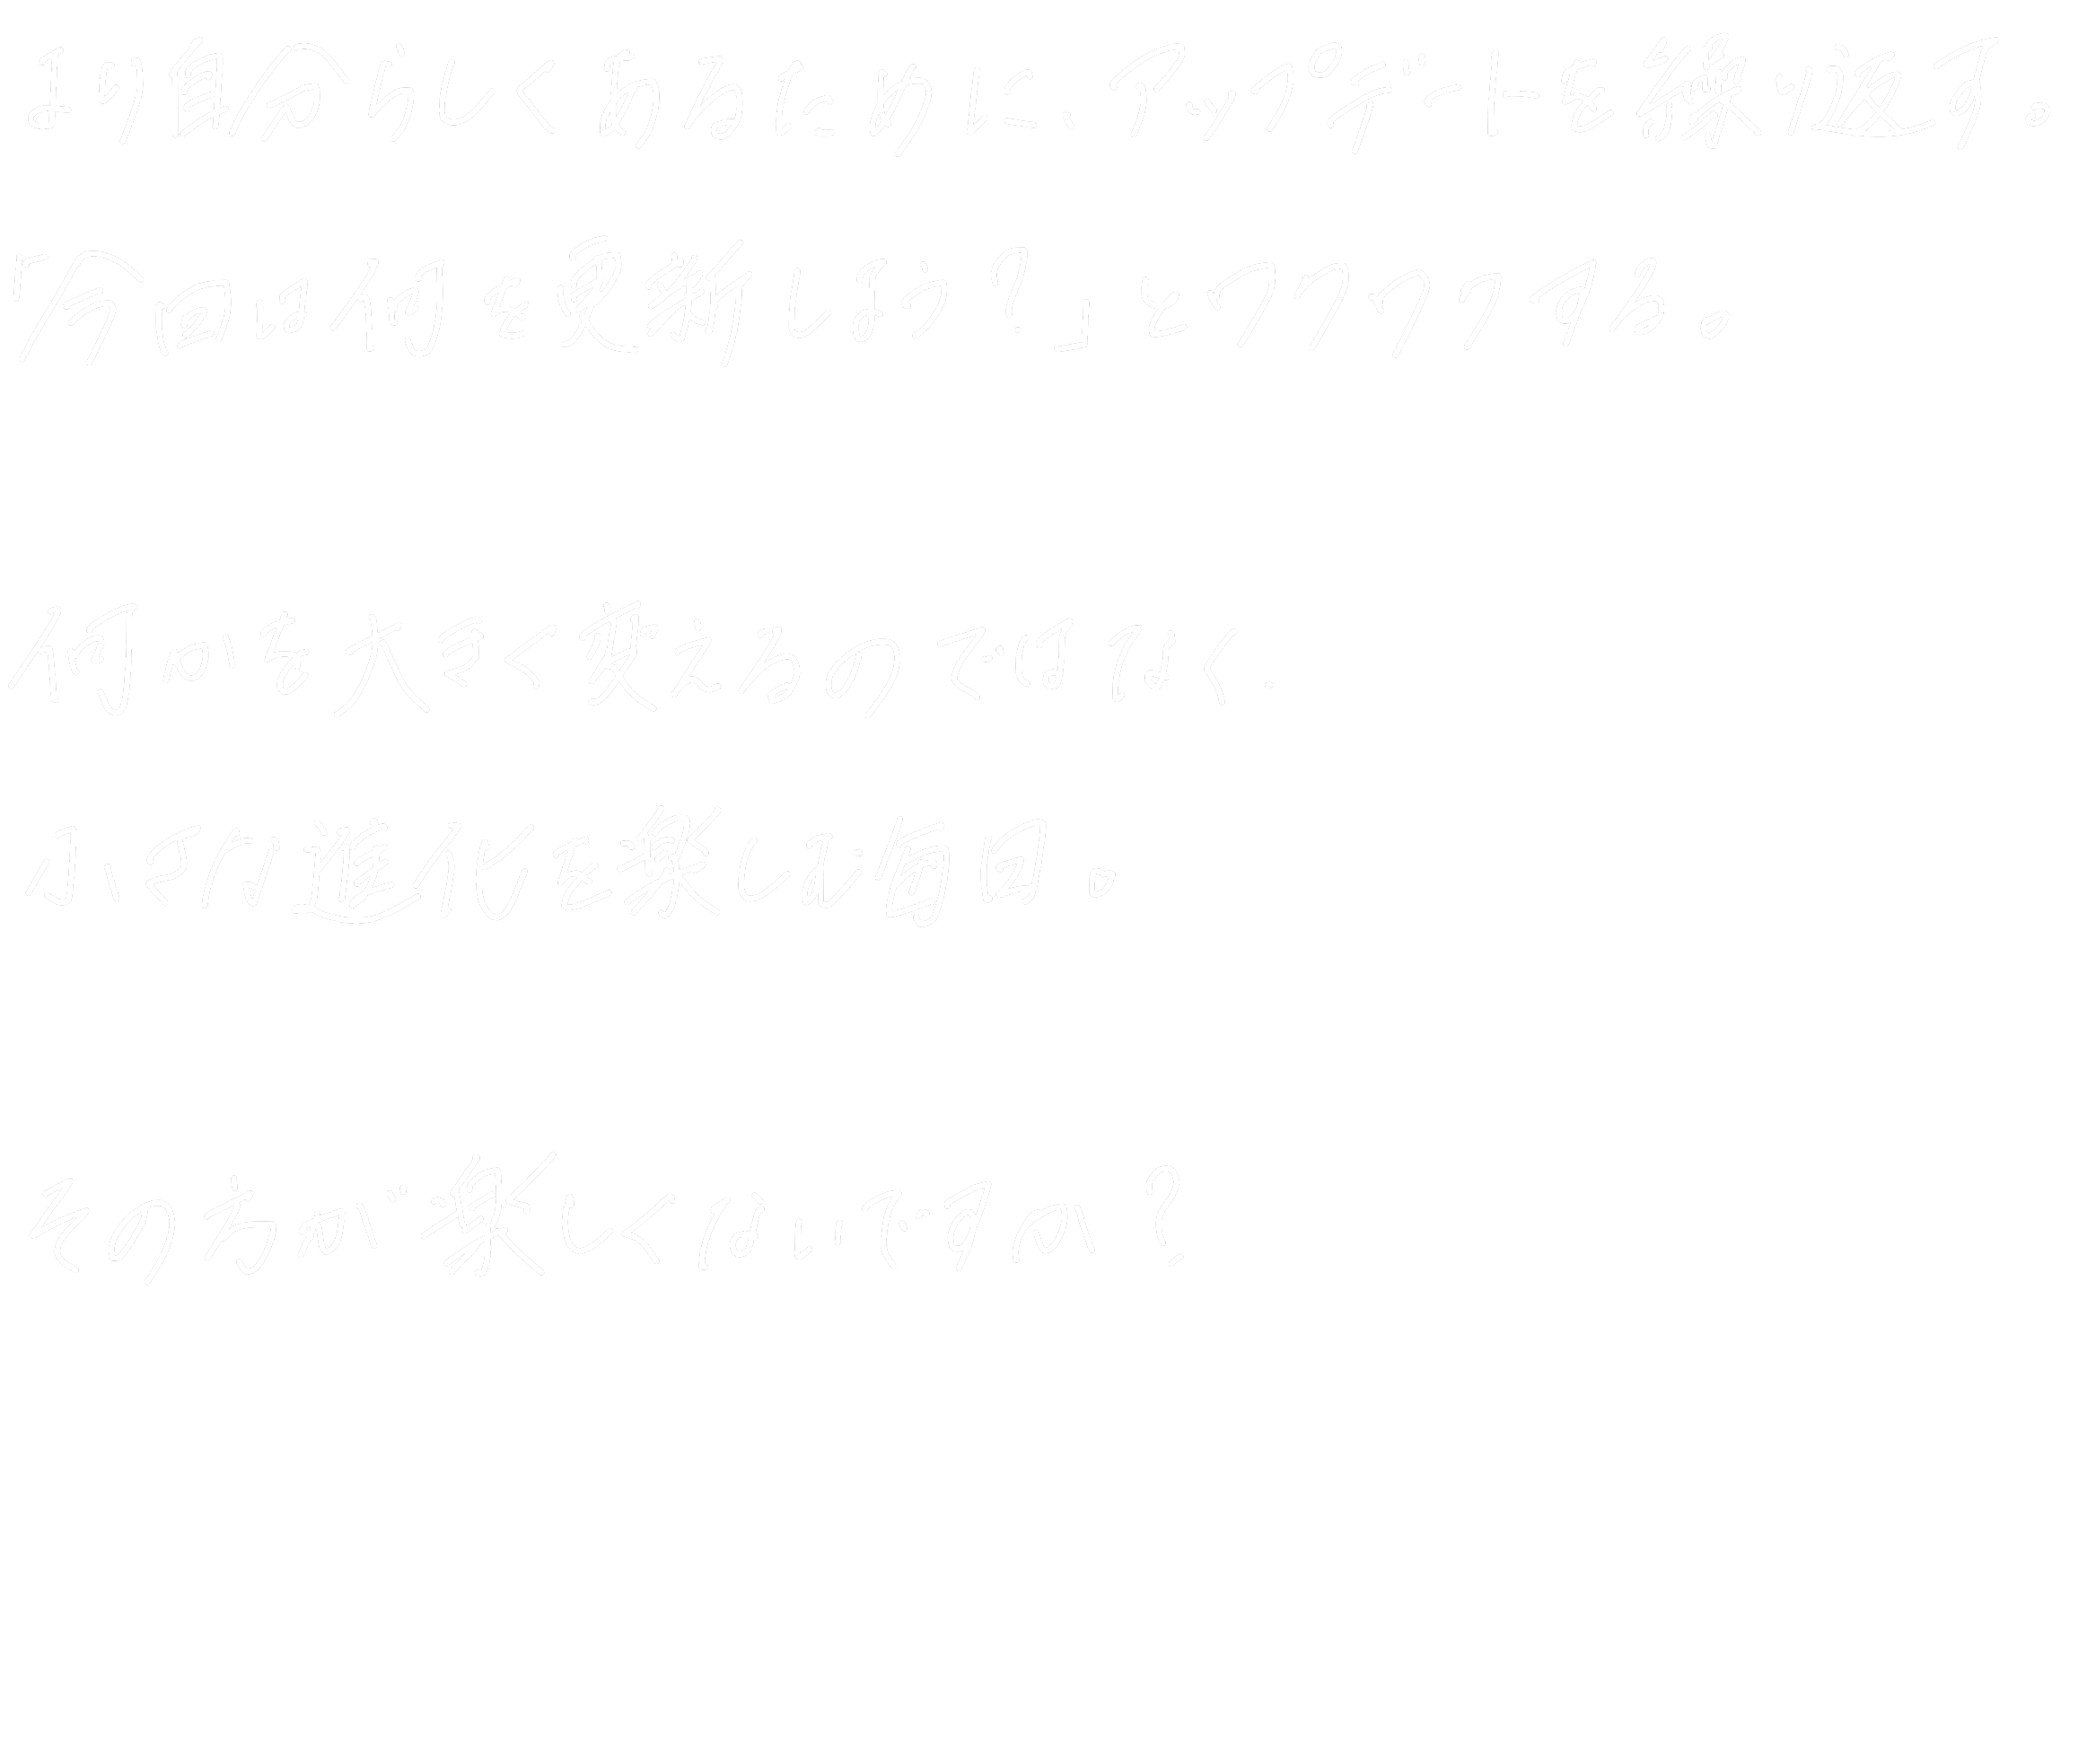 より自分らしくあるために、アップデートを繰り返す。
「今回は何を更新しよう?」とワクワクする。
何かを大きく変えるのではなく、
小さな進化を楽しむ毎回。
その方が楽しくないですか?